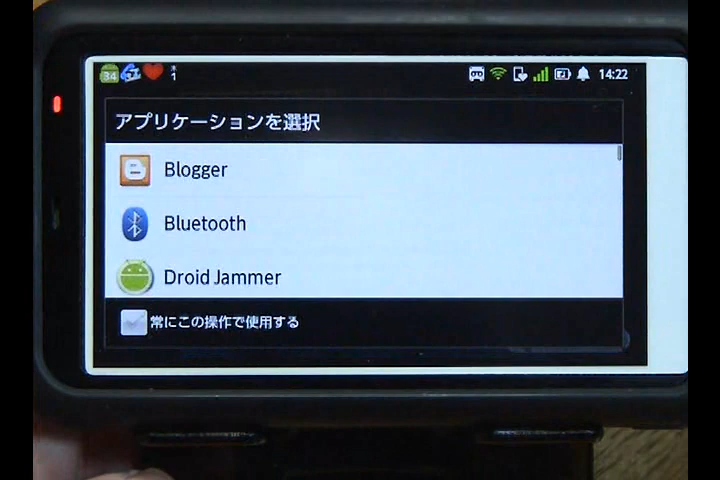 34 木 1 14:22
アプリケーションを選択
Blogger
Bluetooth
Droid Jammer
常にこの操作で使用する